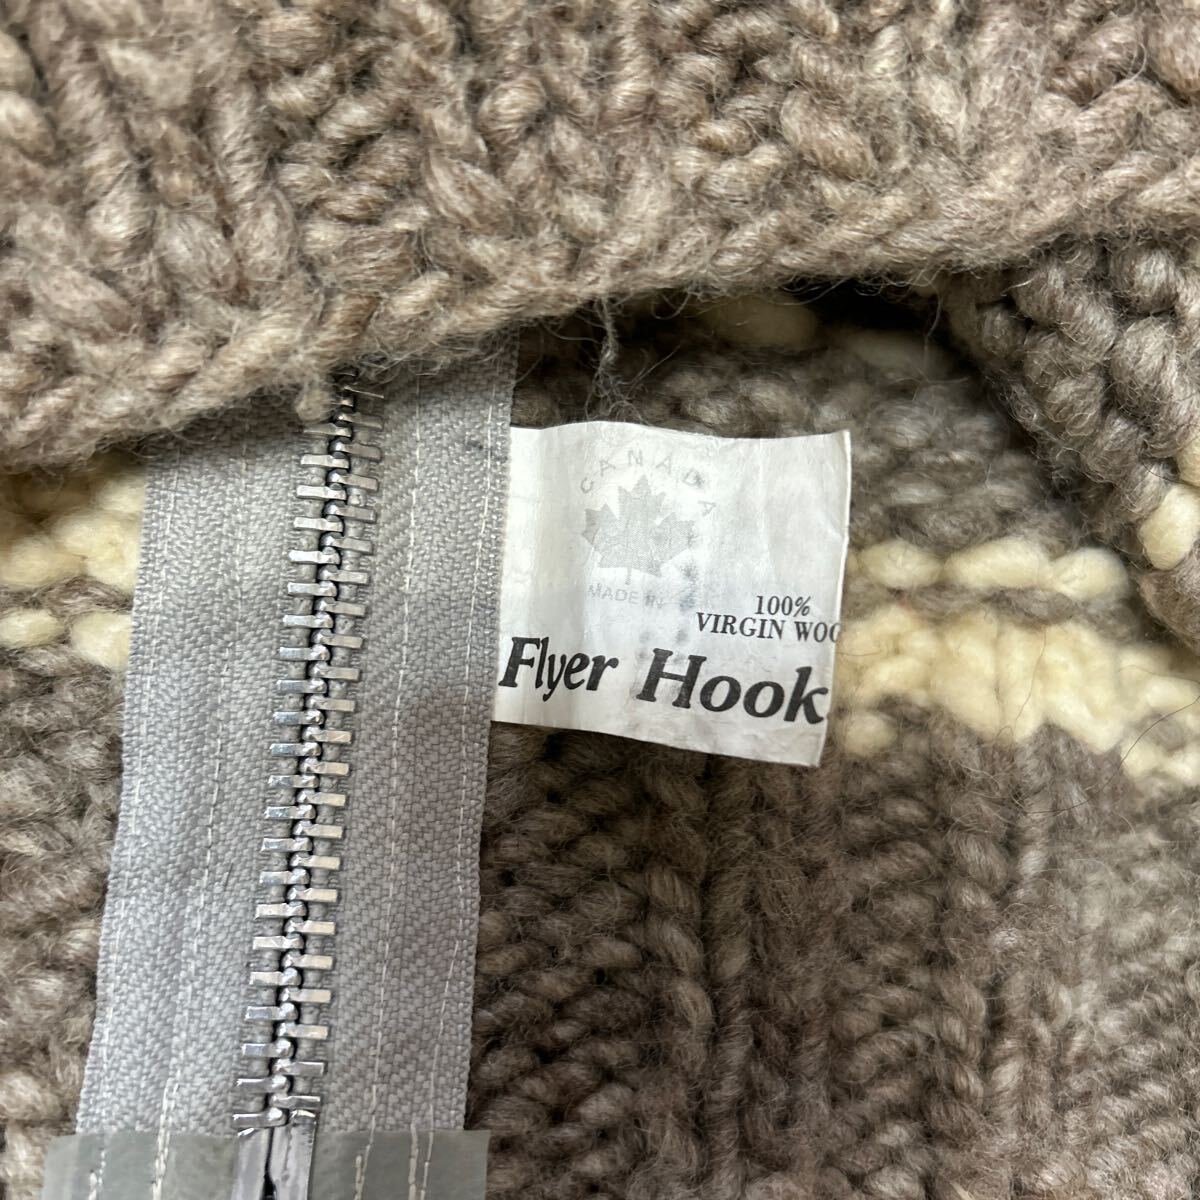 CANADA
MADE IN
100%
VIRGIN WOO
Flyer Hook